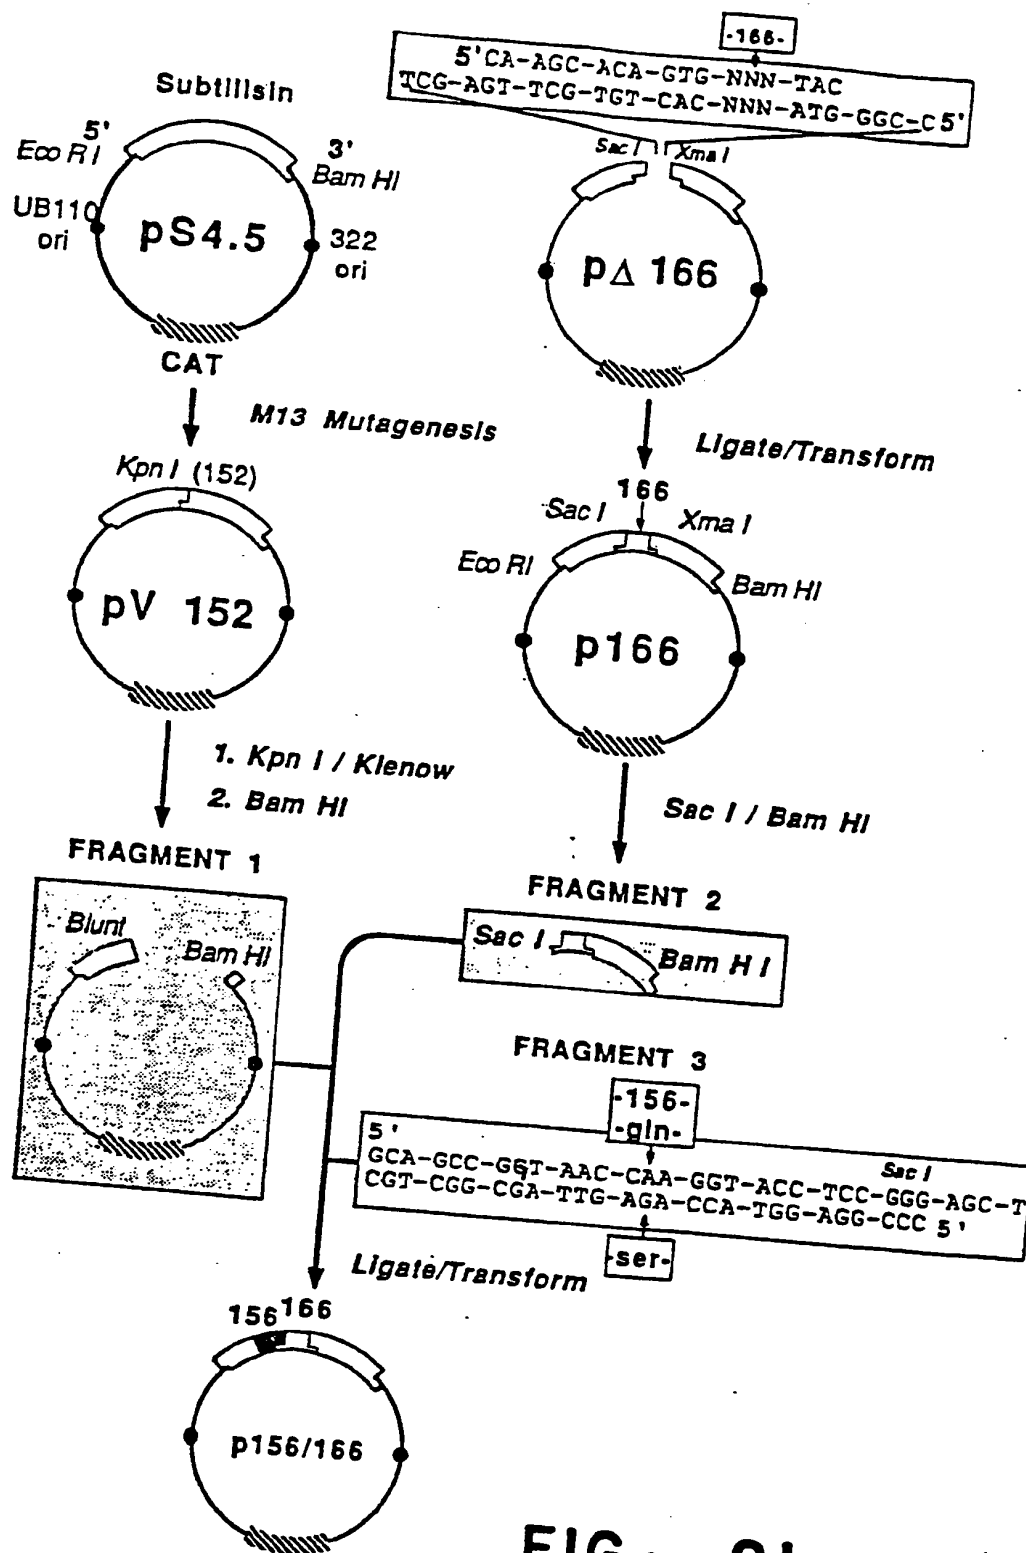 -166-
5'CA-AGC-ACA-GTG-NNN-TAC
TCG-AGT-TCG-TGT-CAC-NNN-ATG-GGC-C5'
Sac I Xma I
pΔ 166
Ligate/Transform
166
Sac I Xma I
Eco RI
Bam HI
p166
Sac I / Bam HI
Subtilisin
5' 3'
Eco RI
Bam HI
UB110
ori
322
ori
pS4.5
CAT
M13 Mutagenesis
Kpn I (152)
pV 152
1. Kpn I / Klenow
2. Bam HI
FRAGMENT 1
Blunt
Bam HI
FRAGMENT 2
Sac I
Bam H I
FRAGMENT 3
-156-
-gln-
5'
Sac I
GCA-GCC-GGT-AAC-CAA-GGT-ACC-TCC-GGG-AGC-T
CGT-CGG-CGA-TTG-AGA-CCA-TGG-AGG-CCC 5'
-ser-
Ligate/Transform
156 166
p156/166